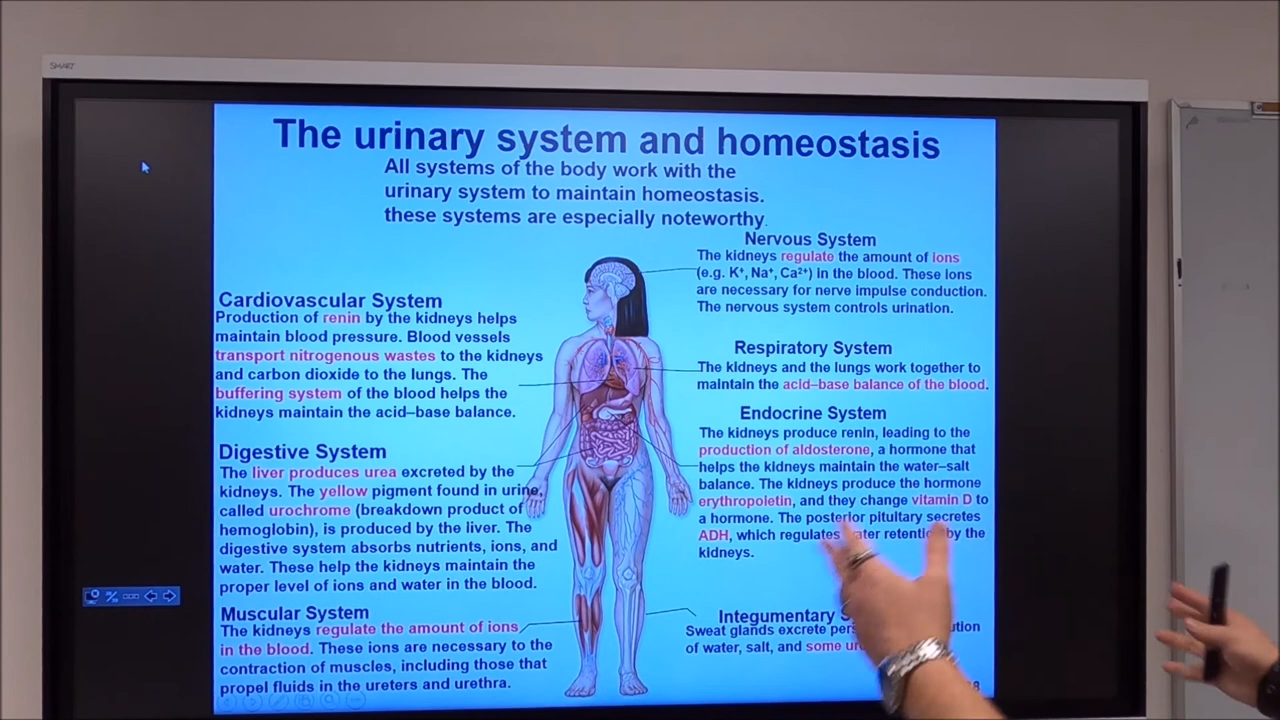 SMART
The urinary system and homeostasis
All systems of the body work with the
urinary system to maintain homeostasis.
these systems are especially noteworthy.
Cardiovascular System
Production of renin by the kidneys helps
maintain blood pressure. Blood vessels
transport nitrogenous wastes to the kidneys
and carbon dioxide to the lungs. The
buffering system of the blood helps the
kidneys maintain the acid–base balance.
Digestive System
The liver produces urea excreted by the
kidneys. The yellow pigment found in urine,
called urochrome (breakdown product of
hemoglobin), is produced by the liver. The
digestive system absorbs nutrients, ions, and
water. These help the kidneys maintain the
proper level of ions and water in the blood.
Muscular System
The kidneys regulate the amount of ions
in the blood. These ions are necessary to the
contraction of muscles, including those that
propel fluids in the ureters and urethra.
Nervous System
The kidneys regulate the amount of ions
(e.g. K⁺, Na⁺, Ca²⁺) in the blood. These ions
are necessary for nerve impulse conduction.
The nervous system controls urination.
Respiratory System
The kidneys and the lungs work together to
maintain the acid–base balance of the blood.
Endocrine System
The kidneys produce renin, leading to the
production of aldosterone, a hormone that
helps the kidneys maintain the water–salt
balance. The kidneys produce the hormone
erythropoietin, and they change vitamin D to
a hormone. The posterior pituitary secretes
ADH, which regulates water retention by the
kidneys.
Integumentary
Sweat glands excrete
of water, salt, and some